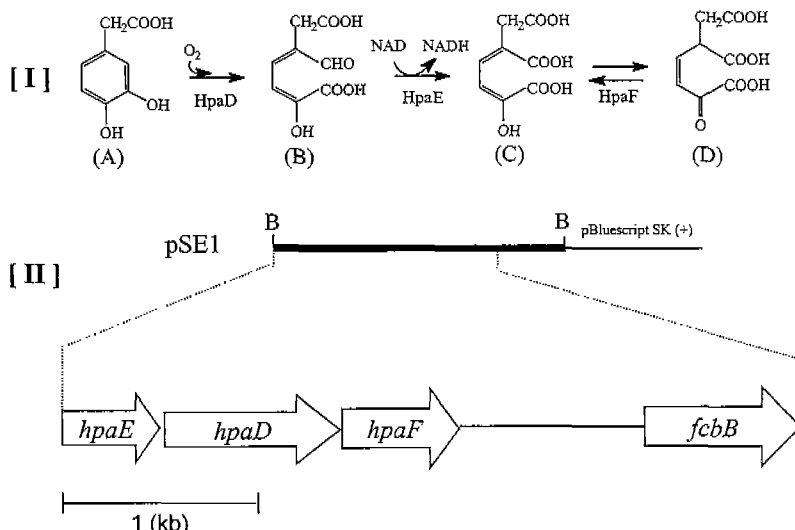 [ I ]
CH₂COOH
OH
OH
(A)
O₂
HpaD
CH₂COOH
CHO
COOH
OH
(B)
NAD
NADH
HpaE
CH₂COOH
COOH
COOH
OH
(C)
HpaF
CH₂COOH
COOH
COOH
O
(D)
[ II ]
pSE1
B
B
pBluescript SK (+)
hpaE
hpaD
hpaF
fcbB
1 (kb)